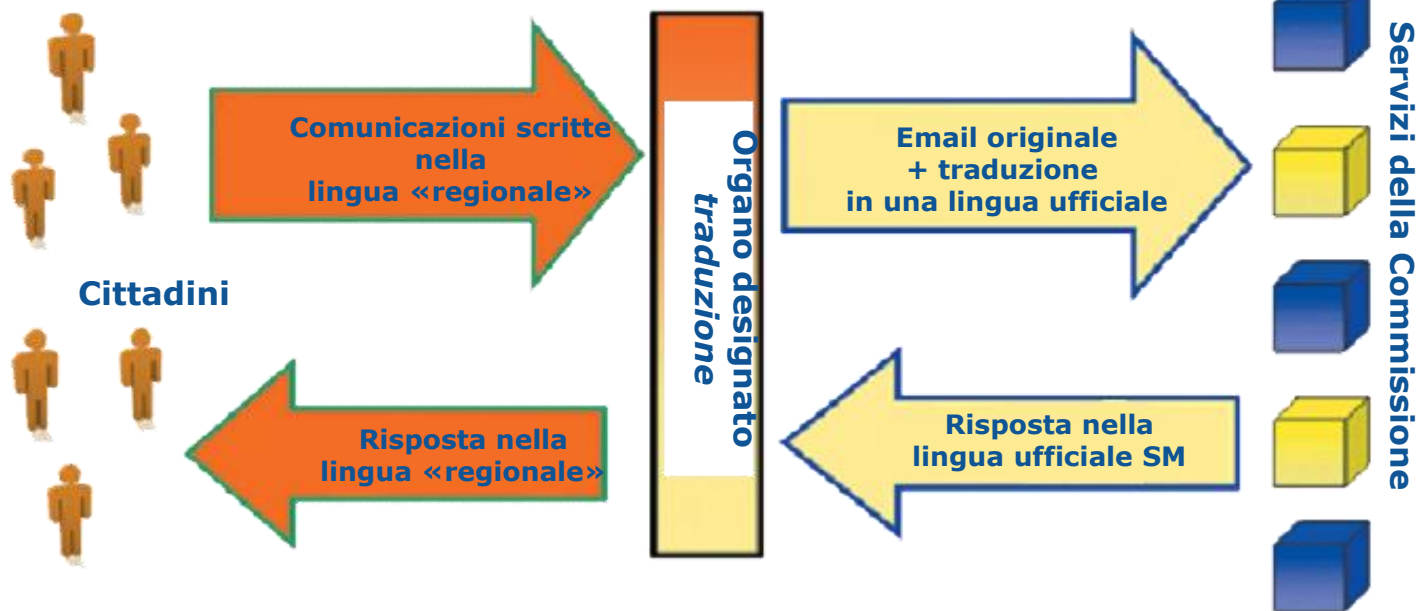 Comunicazioni scritte
nella
lingua «regionale»
Organo designato
traduzione
Email originale
+ traduzione
in una lingua ufficiale
Servizi della Commissione
Cittadini
Risposta nella
lingua «regionale»
Risposta nella
lingua ufficiale SM